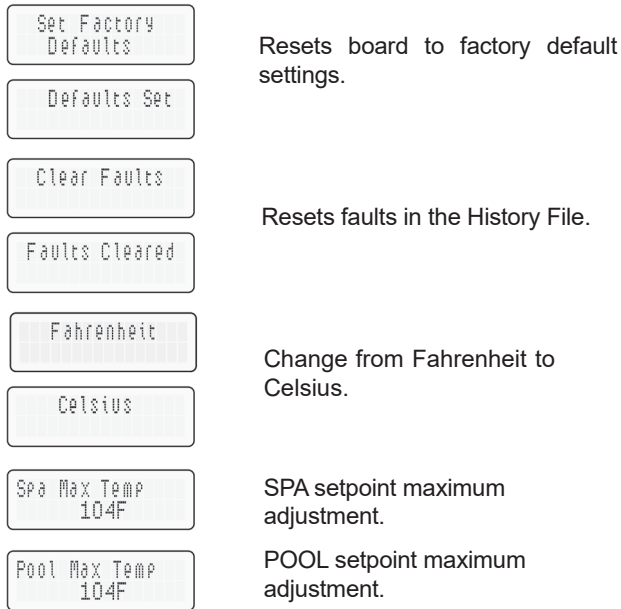 Set Factory
Defaults
Resets board to factory default
settings.
Defaults Set
Clear Faults
Resets faults in the History File.
Faults Cleared
Fahrenheit
Change from Fahrenheit to
Celsius.
Celsius
Spa Max Temp
104F
SPA setpoint maximum
adjustment.
Pool Max Temp
104F
POOL setpoint maximum
adjustment.